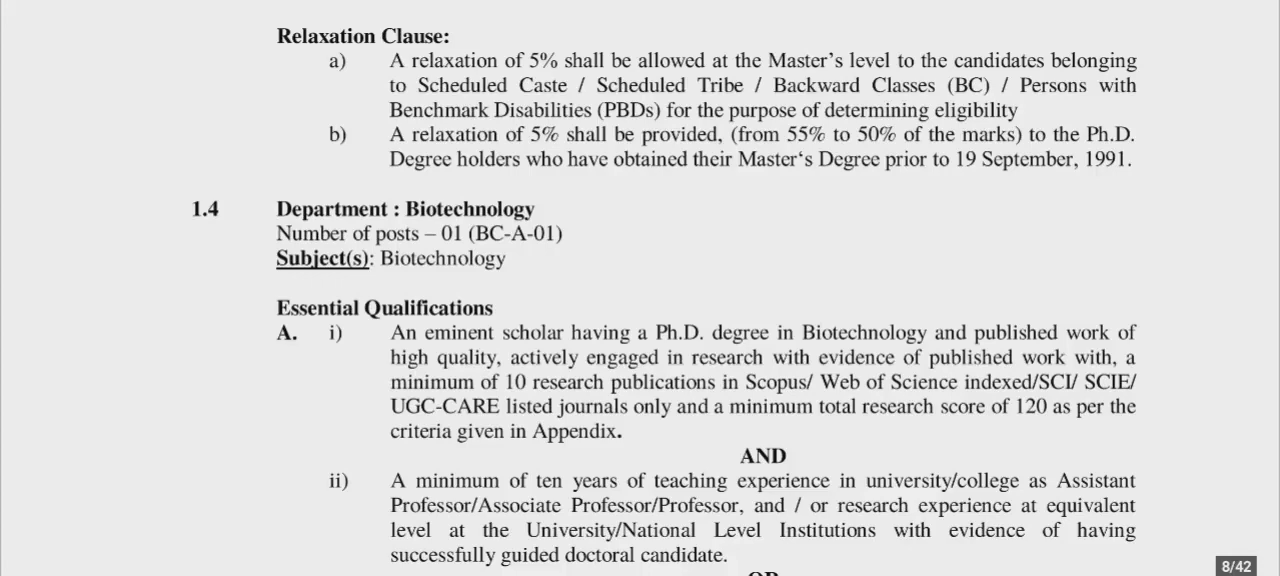 Relaxation Clause:
a) A relaxation of 5% shall be allowed at the Master’s level to the candidates belonging
to Scheduled Caste / Scheduled Tribe / Backward Classes (BC) / Persons with
Benchmark Disabilities (PBDs) for the purpose of determining eligibility
b) A relaxation of 5% shall be provided, (from 55% to 50% of the marks) to the Ph.D.
Degree holders who have obtained their Master‘s Degree prior to 19 September, 1991.
1.4 Department : Biotechnology
Number of posts – 01 (BC-A-01)
Subject(s): Biotechnology
Essential Qualifications
A. i) An eminent scholar having a Ph.D. degree in Biotechnology and published work of
high quality, actively engaged in research with evidence of published work with, a
minimum of 10 research publications in Scopus/ Web of Science indexed/SCI/ SCIE/
UGC-CARE listed journals only and a minimum total research score of 120 as per the
criteria given in Appendix.
AND
ii) A minimum of ten years of teaching experience in university/college as Assistant
Professor/Associate Professor/Professor, and / or research experience at equivalent
level at the University/National Level Institutions with evidence of having
successfully guided doctoral candidate.
OR
8/42